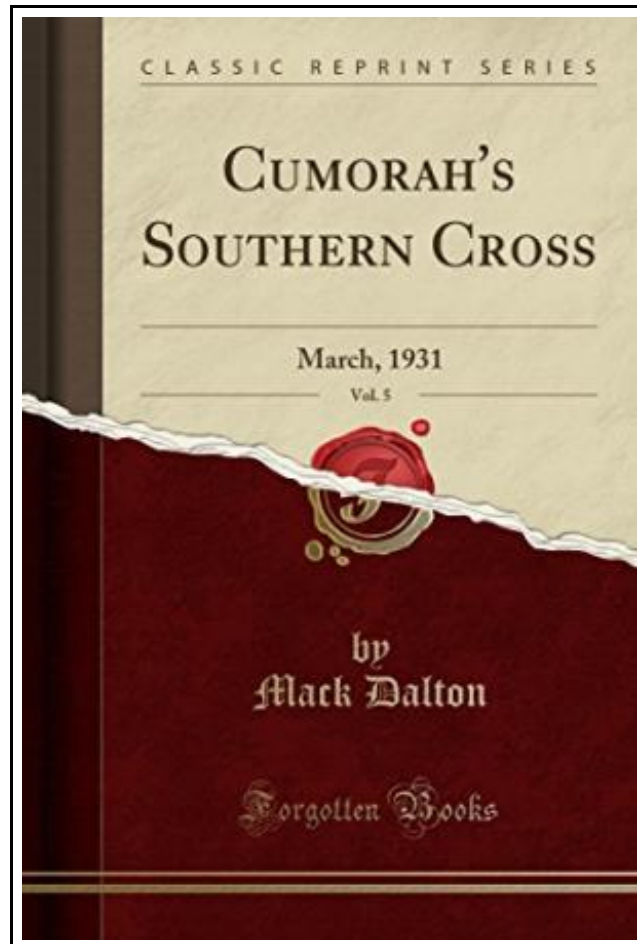 CLASSIC REPRINT SERIES
CUMORAH'S
SOUTHERN CROSS
March, 1931
Vol. 5
by
Mack Dalton
Forgotten Books